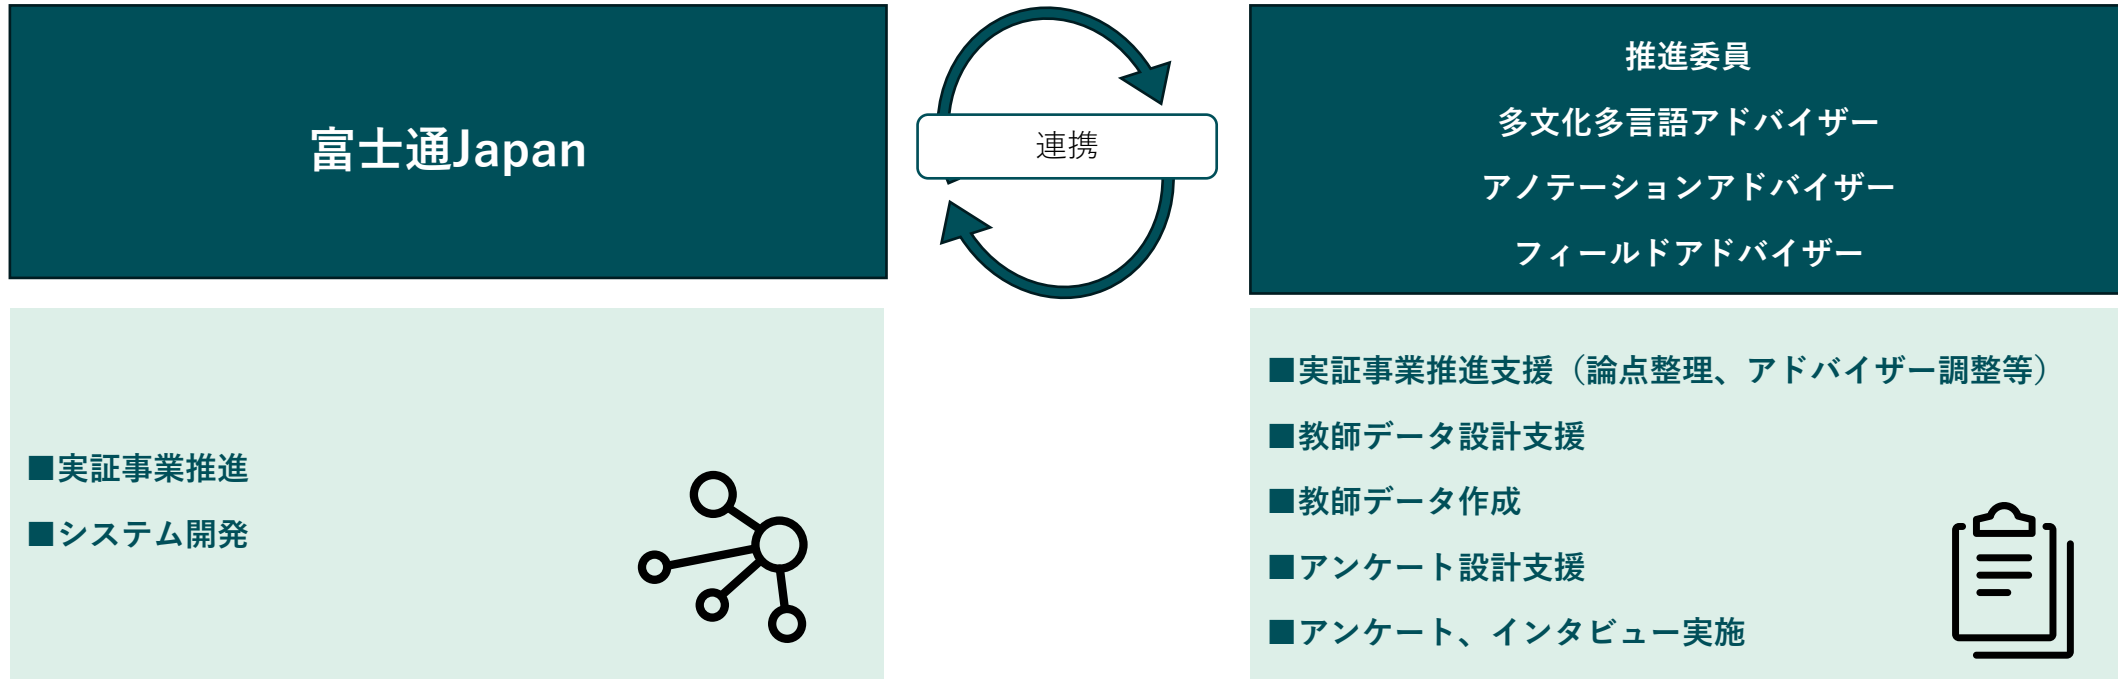 富士通Japan
連携
推進委員
多文化多言語アドバイザー
アノテーションアドバイザー
フィールドアドバイザー
■実証事業推進
■システム開発
■実証事業推進支援（論点整理、アドバイザー調整等）
■教師データ設計支援
■教師データ作成
■アンケート設計支援
■アンケート、インタビュー実施